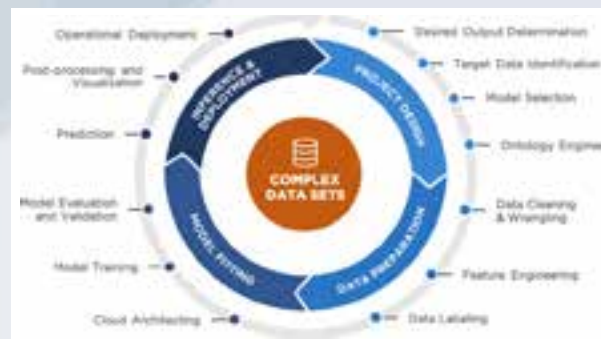 Operational Deployment
Desired Output Determination
Post-processing and
Visualization
Target Data Identification
Model Selection
Prediction
Ontology Engine
Model Evaluation
and Validation
Data Cleaning
& Wrangling
Model Training
Feature Engineering
Cloud Architecting
Data Labeling
INFERENCE &
DEPLOYMENT
PROJECT DESIGN
MODEL FITTING
DATA PREPARATION
COMPLEX
DATA SETS